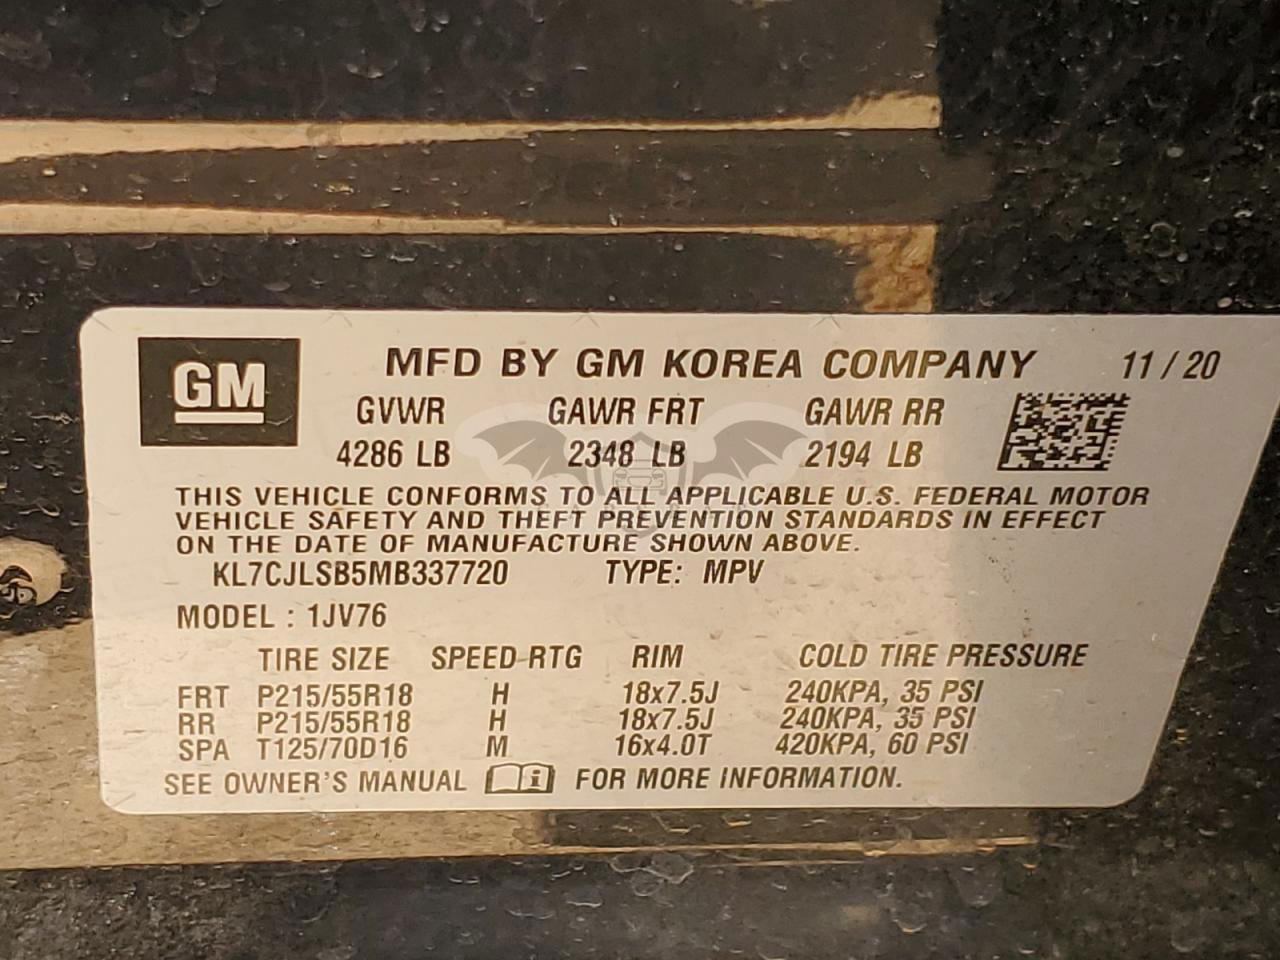 GM
MFD BY GM KOREA COMPANY 11 / 20
GVWR GAWR FRT GAWR RR
4286 LB 2348 LB 2194 LB
THIS VEHICLE CONFORMS TO ALL APPLICABLE U.S. FEDERAL MOTOR
VEHICLE SAFETY AND THEFT PREVENTION STANDARDS IN EFFECT
ON THE DATE OF MANUFACTURE SHOWN ABOVE.
KL7CJLSB5MB337720 TYPE: MPV
MODEL : 1JV76
TIRE SIZE SPEED RTG RIM COLD TIRE PRESSURE
FRT P215/55R18 H 18x7.5J 240KPA, 35 PSI
RR P215/55R18 H 18x7.5J 240KPA, 35 PSI
SPA T125/70D16 M 16x4.0T 420KPA, 60 PSI
SEE OWNER'S MANUAL i FOR MORE INFORMATION.